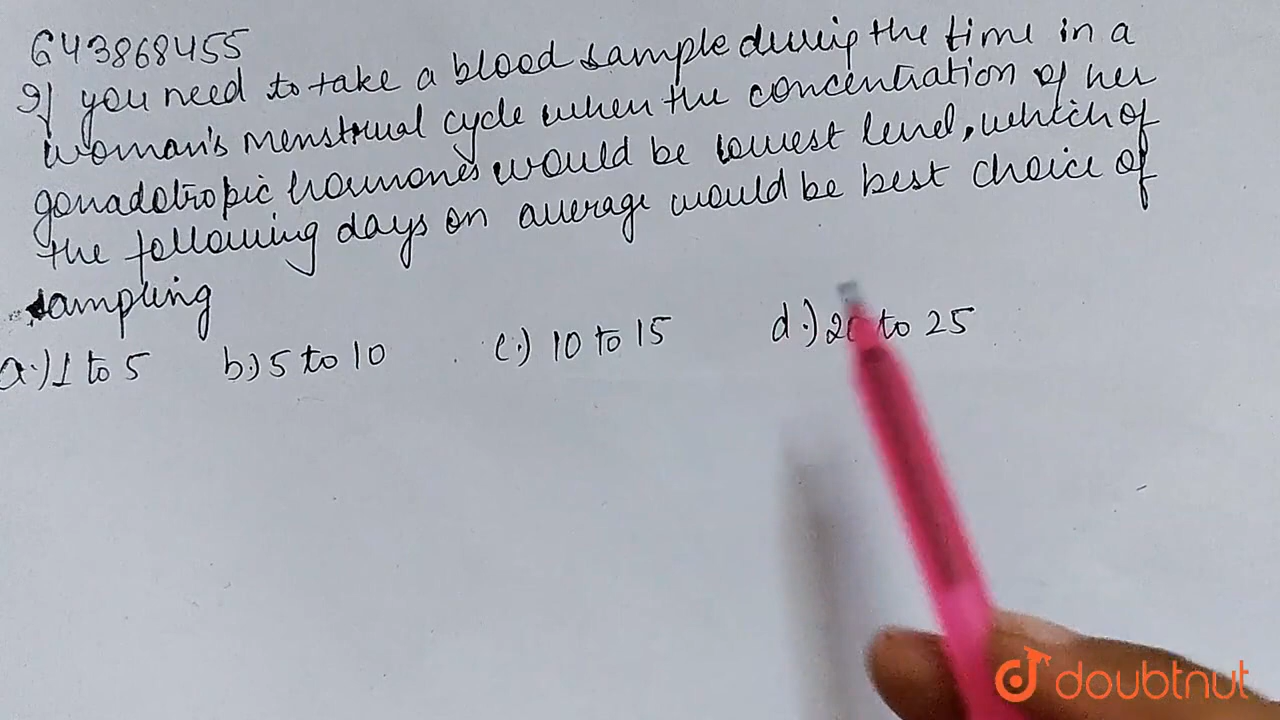 643868455
If you need to take a blood sample during the time in a
woman's menstrual cycle when the concentration of her
gonadotropic hormones would be lowest level, which of
the following days on average would be best choice of
sampling
a.) 1 to 5 b.) 5 to 10 c.) 10 to 15 d.) 20 to 25
doubtnut